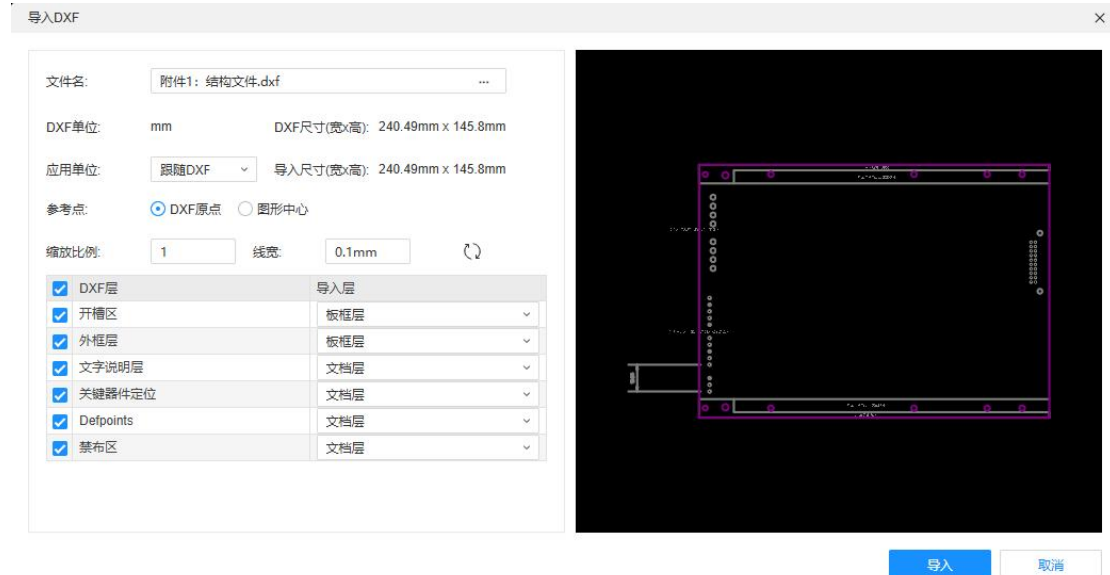 导入DXF
文件名: 附件1：结构文件.dxf ...
DXF单位: mm DXF尺寸(宽x高): 240.49mm x 145.8mm
应用单位: 跟随DXF 导入尺寸(宽x高): 240.49mm x 145.8mm
参考点: DXF原点 图形中心
缩放比例: 1 线宽: 0.1mm
DXF层 导入层
开槽区 板框层
外框层 板框层
文字说明层 文档层
关键器件定位 文档层
Defpoints 文档层
禁布区 文档层
导入 取消